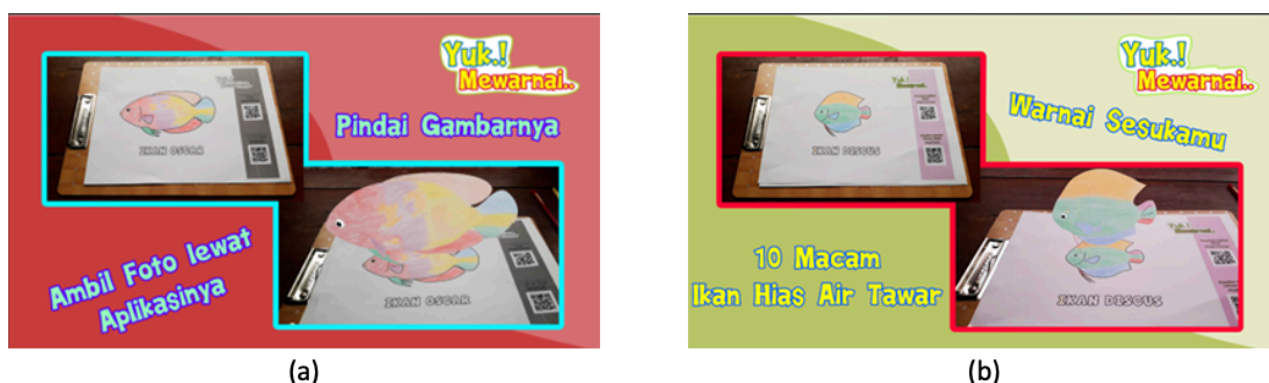 Yuk.!
Mewarnai..
Pindai Gambarnya
IKAN OSCAR
Ambil Foto lewat
Aplikasinya
IKAN OSCAR
(a)
Yuk.!
Mewarnai..
Warnai Sesukamu
IKAN DISCUS
10 Macam
Ikan Hias Air Tawar
IKAN DISCUS
(b)